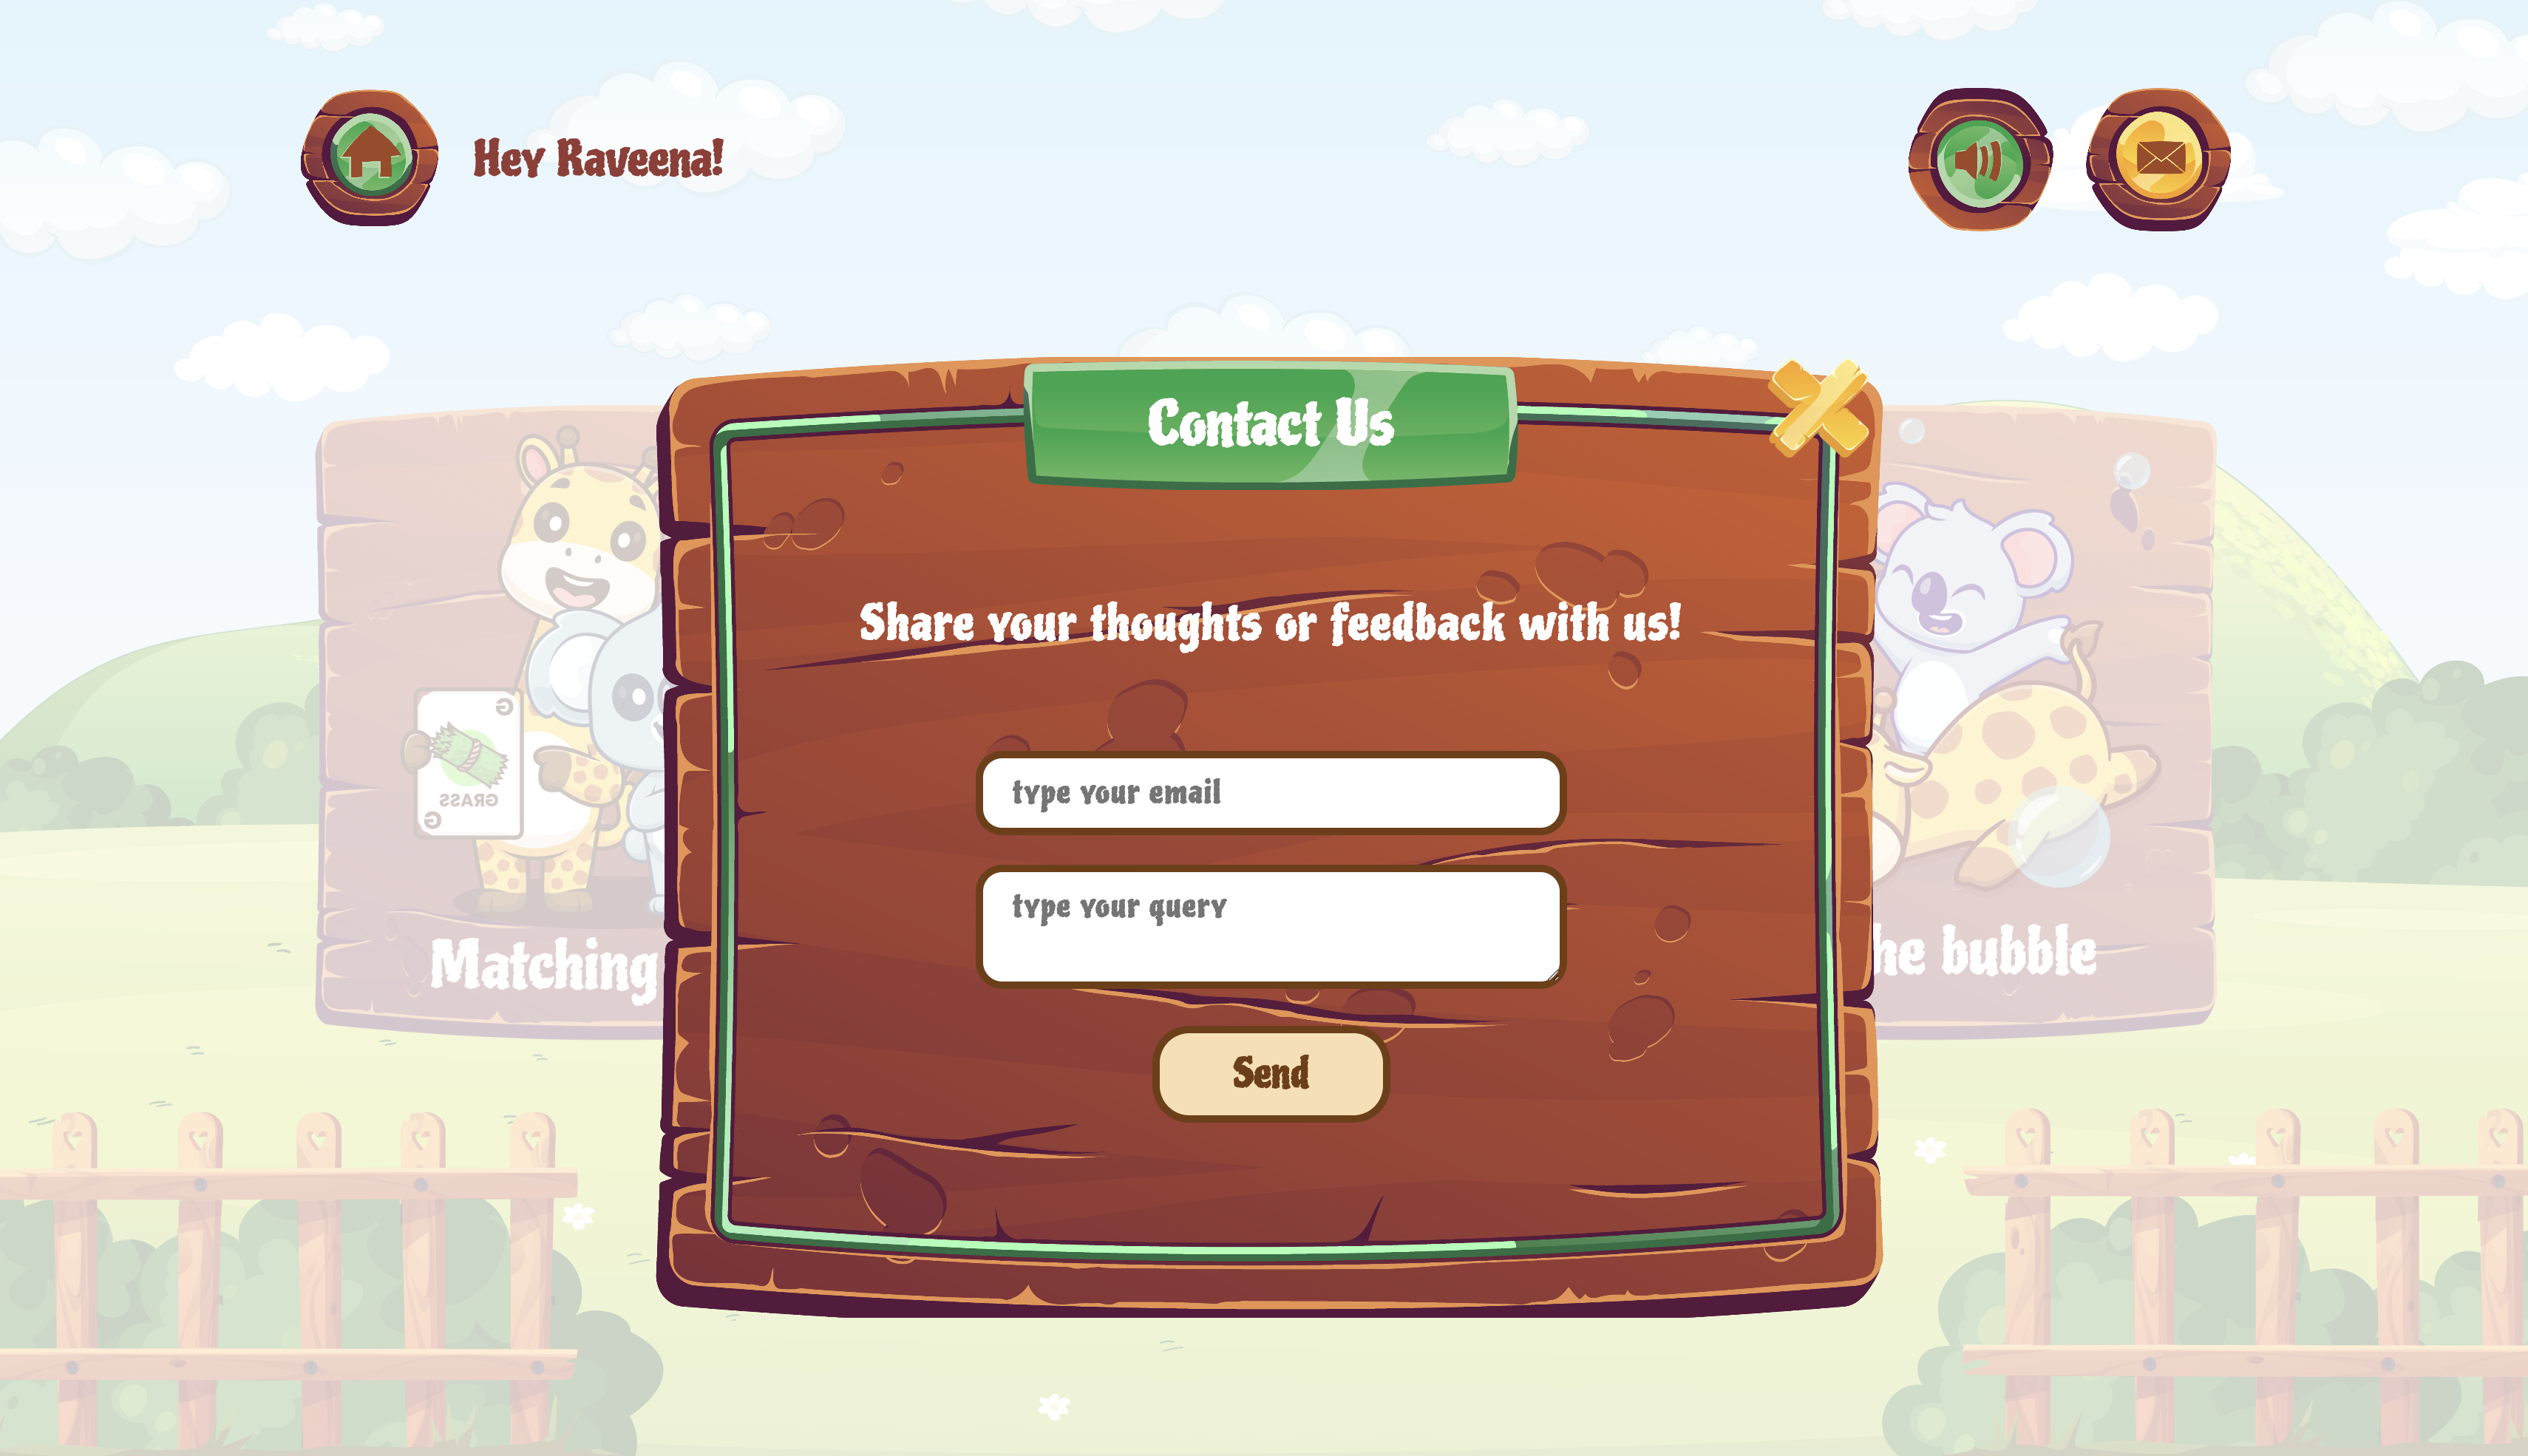 Hey Raveena!
Contact Us
Share your thoughts or feedback with us!
G
GRASS
G
type your email
type your query
Matching
he bubble
Send